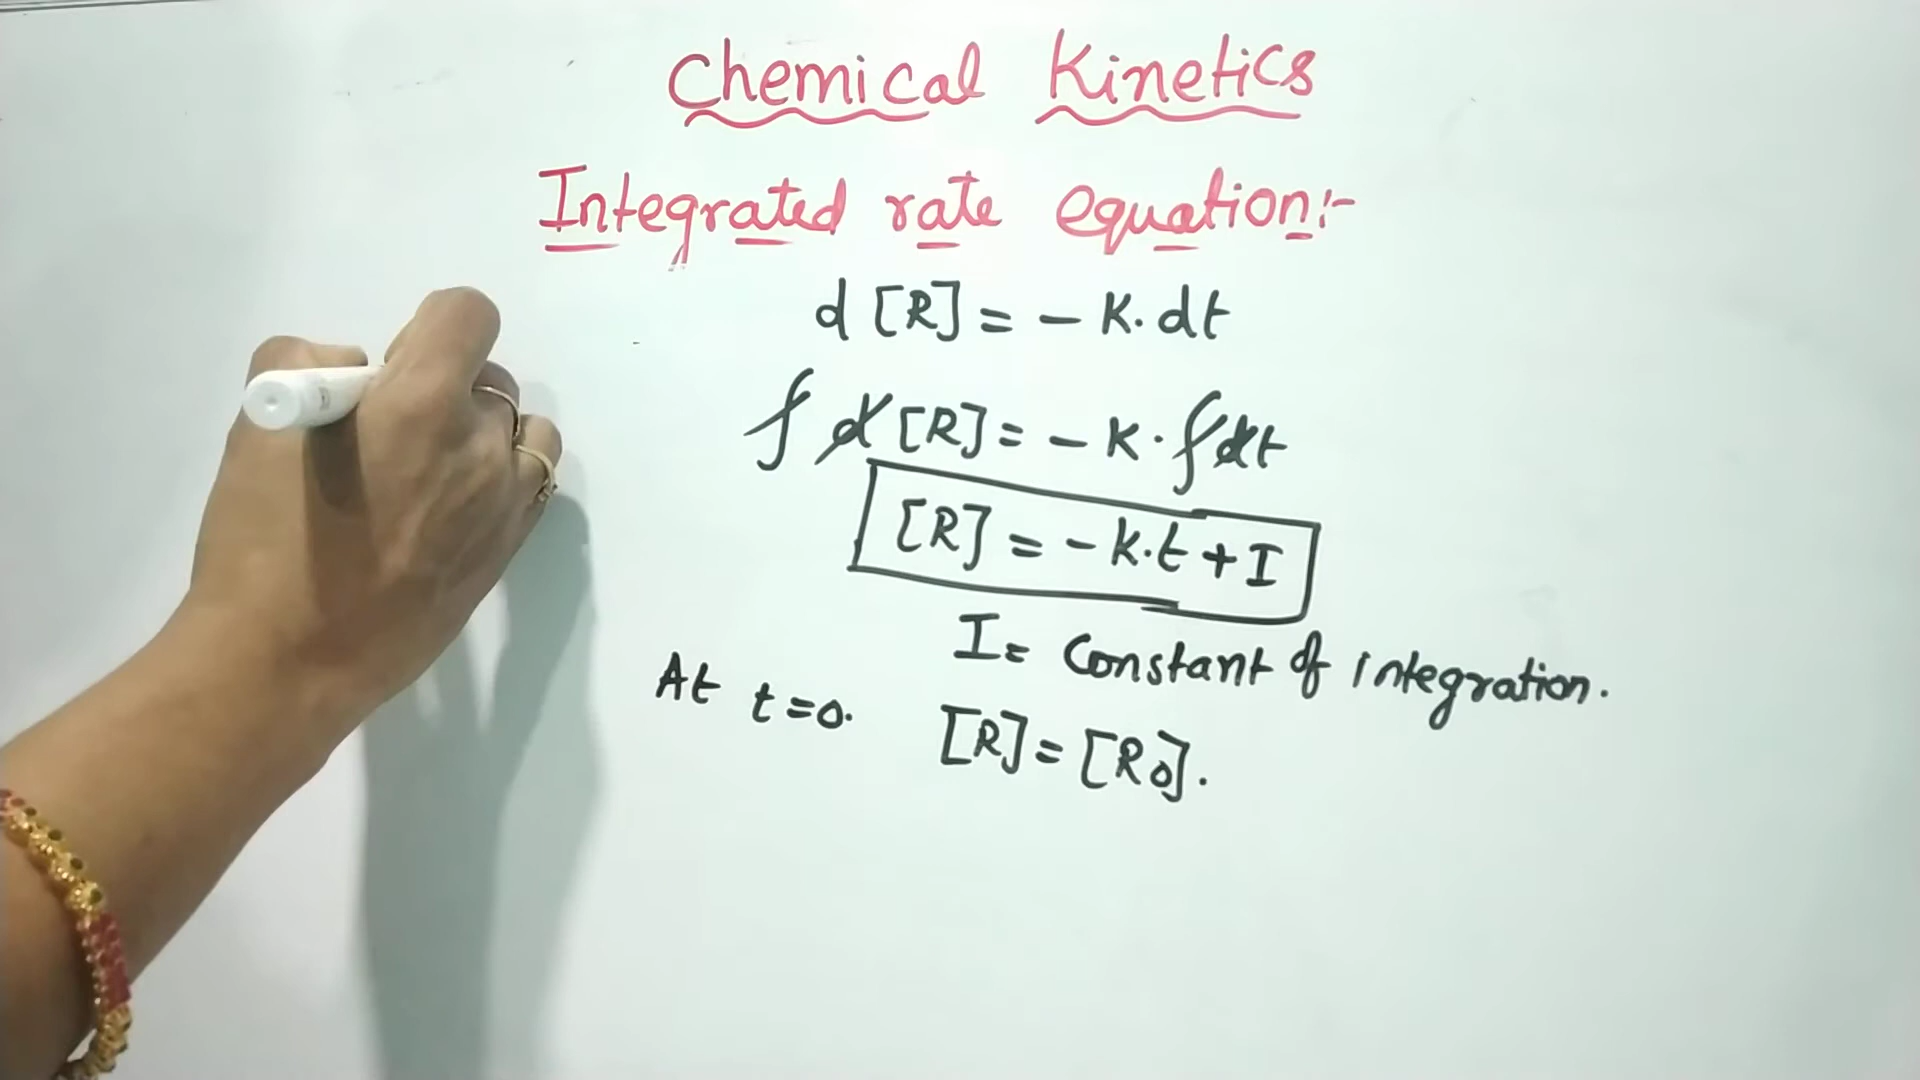 Chemical Kinetics
Integrated rate equation:-
d [R] = - K. dt
∫ d [R] = - K . ∫dt
[R] = - K.t + I
I = Constant of integration.
At t=0. [R] = [R0].